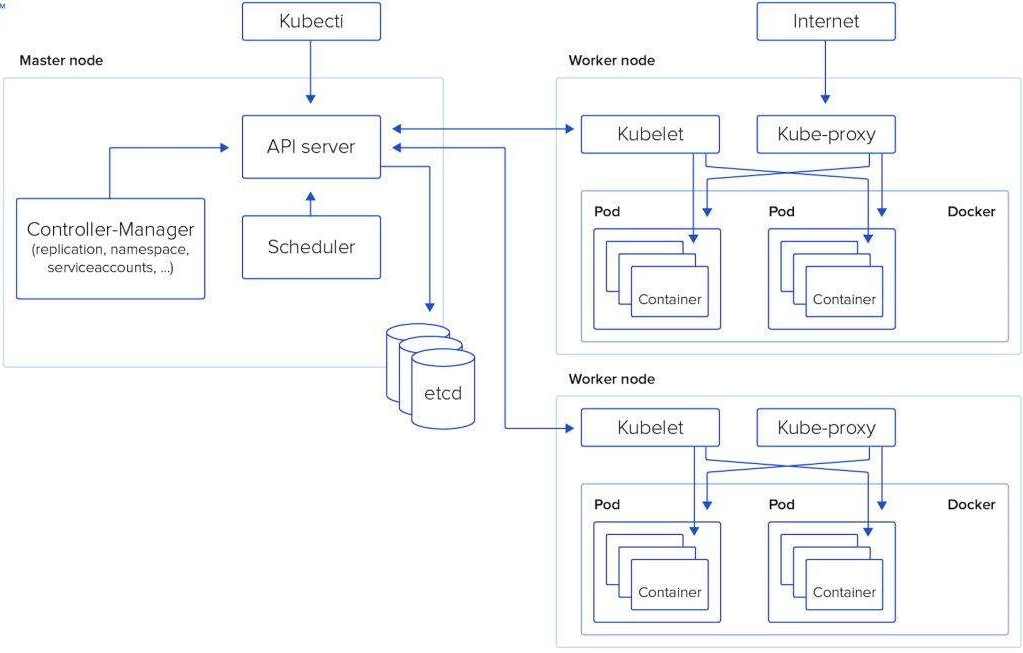 Kubecti
Internet
Master node
Worker node
API server
Kubelet
Kube-proxy
Controller-Manager
(replication, namespace,
serviceaccounts, ...)
Scheduler
Pod
Pod
Docker
Container
Container
etcd
Worker node
Kubelet
Kube-proxy
Pod
Pod
Docker
Container
Container